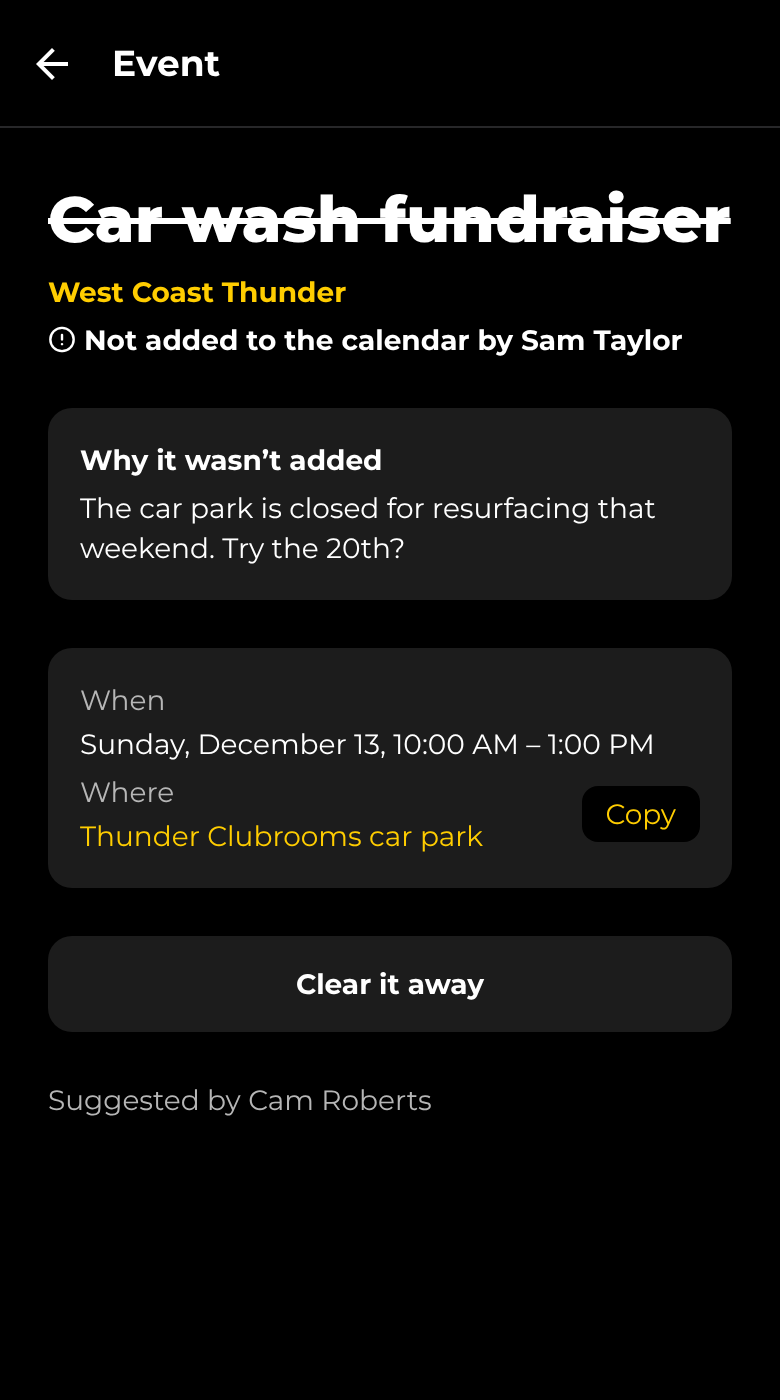 Event
Car wash fundraiser
West Coast Thunder
Not added to the calendar by Sam Taylor
Why it wasn’t added
The car park is closed for resurfacing that
weekend. Try the 20th?
When
Sunday, December 13, 10:00 AM – 1:00 PM
Where
Thunder Clubrooms car park
Copy
Clear it away
Suggested by Cam Roberts